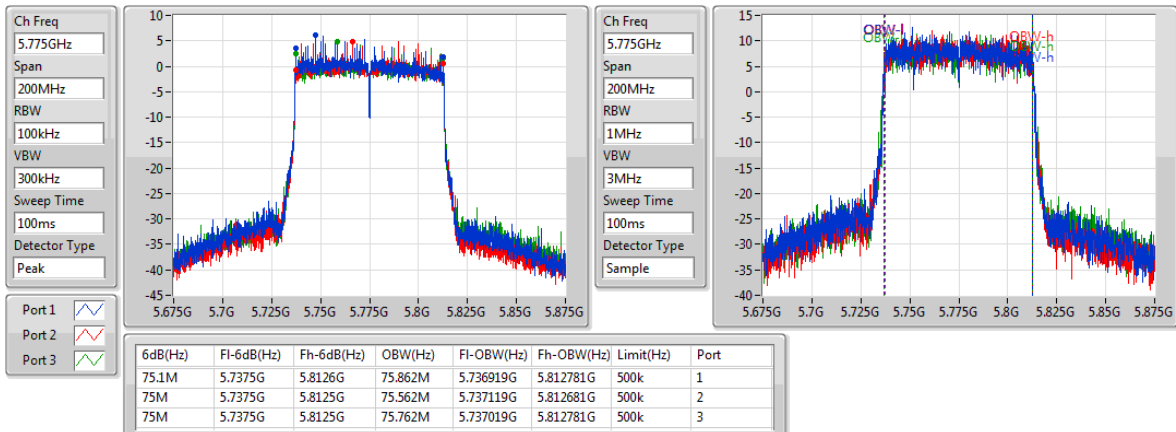 Ch Freq
5.775GHz
Span
200MHz
RBW
100kHz
VBW
300kHz
Sweep Time
100ms
Detector Type
Peak
10
5
0
-5
-10
-15
-20
-25
-30
-35
-40
-45
5.675G 5.7G 5.725G 5.75G 5.775G 5.8G 5.825G 5.85G 5.875G
Ch Freq
5.775GHz
Span
200MHz
RBW
1MHz
VBW
3MHz
Sweep Time
100ms
Detector Type
Sample
15
10
5
0
-5
-10
-15
-20
-25
-30
-35
-40
OBW-l
OBW-h
OBW-h
5.675G 5.7G 5.725G 5.75G 5.775G 5.8G 5.825G 5.85G 5.875G
Port 1
Port 2
Port 3
6dB(Hz) Fl-6dB(Hz) Fh-6dB(Hz) OBW(Hz) Fl-OBW(Hz) Fh-OBW(Hz) Limit(Hz) Port
75.1M 5.7375G 5.8126G 75.862M 5.736919G 5.812781G 500k 1
75M 5.7375G 5.8125G 75.562M 5.737119G 5.812681G 500k 2
75M 5.7375G 5.8125G 75.762M 5.737019G 5.812781G 500k 3